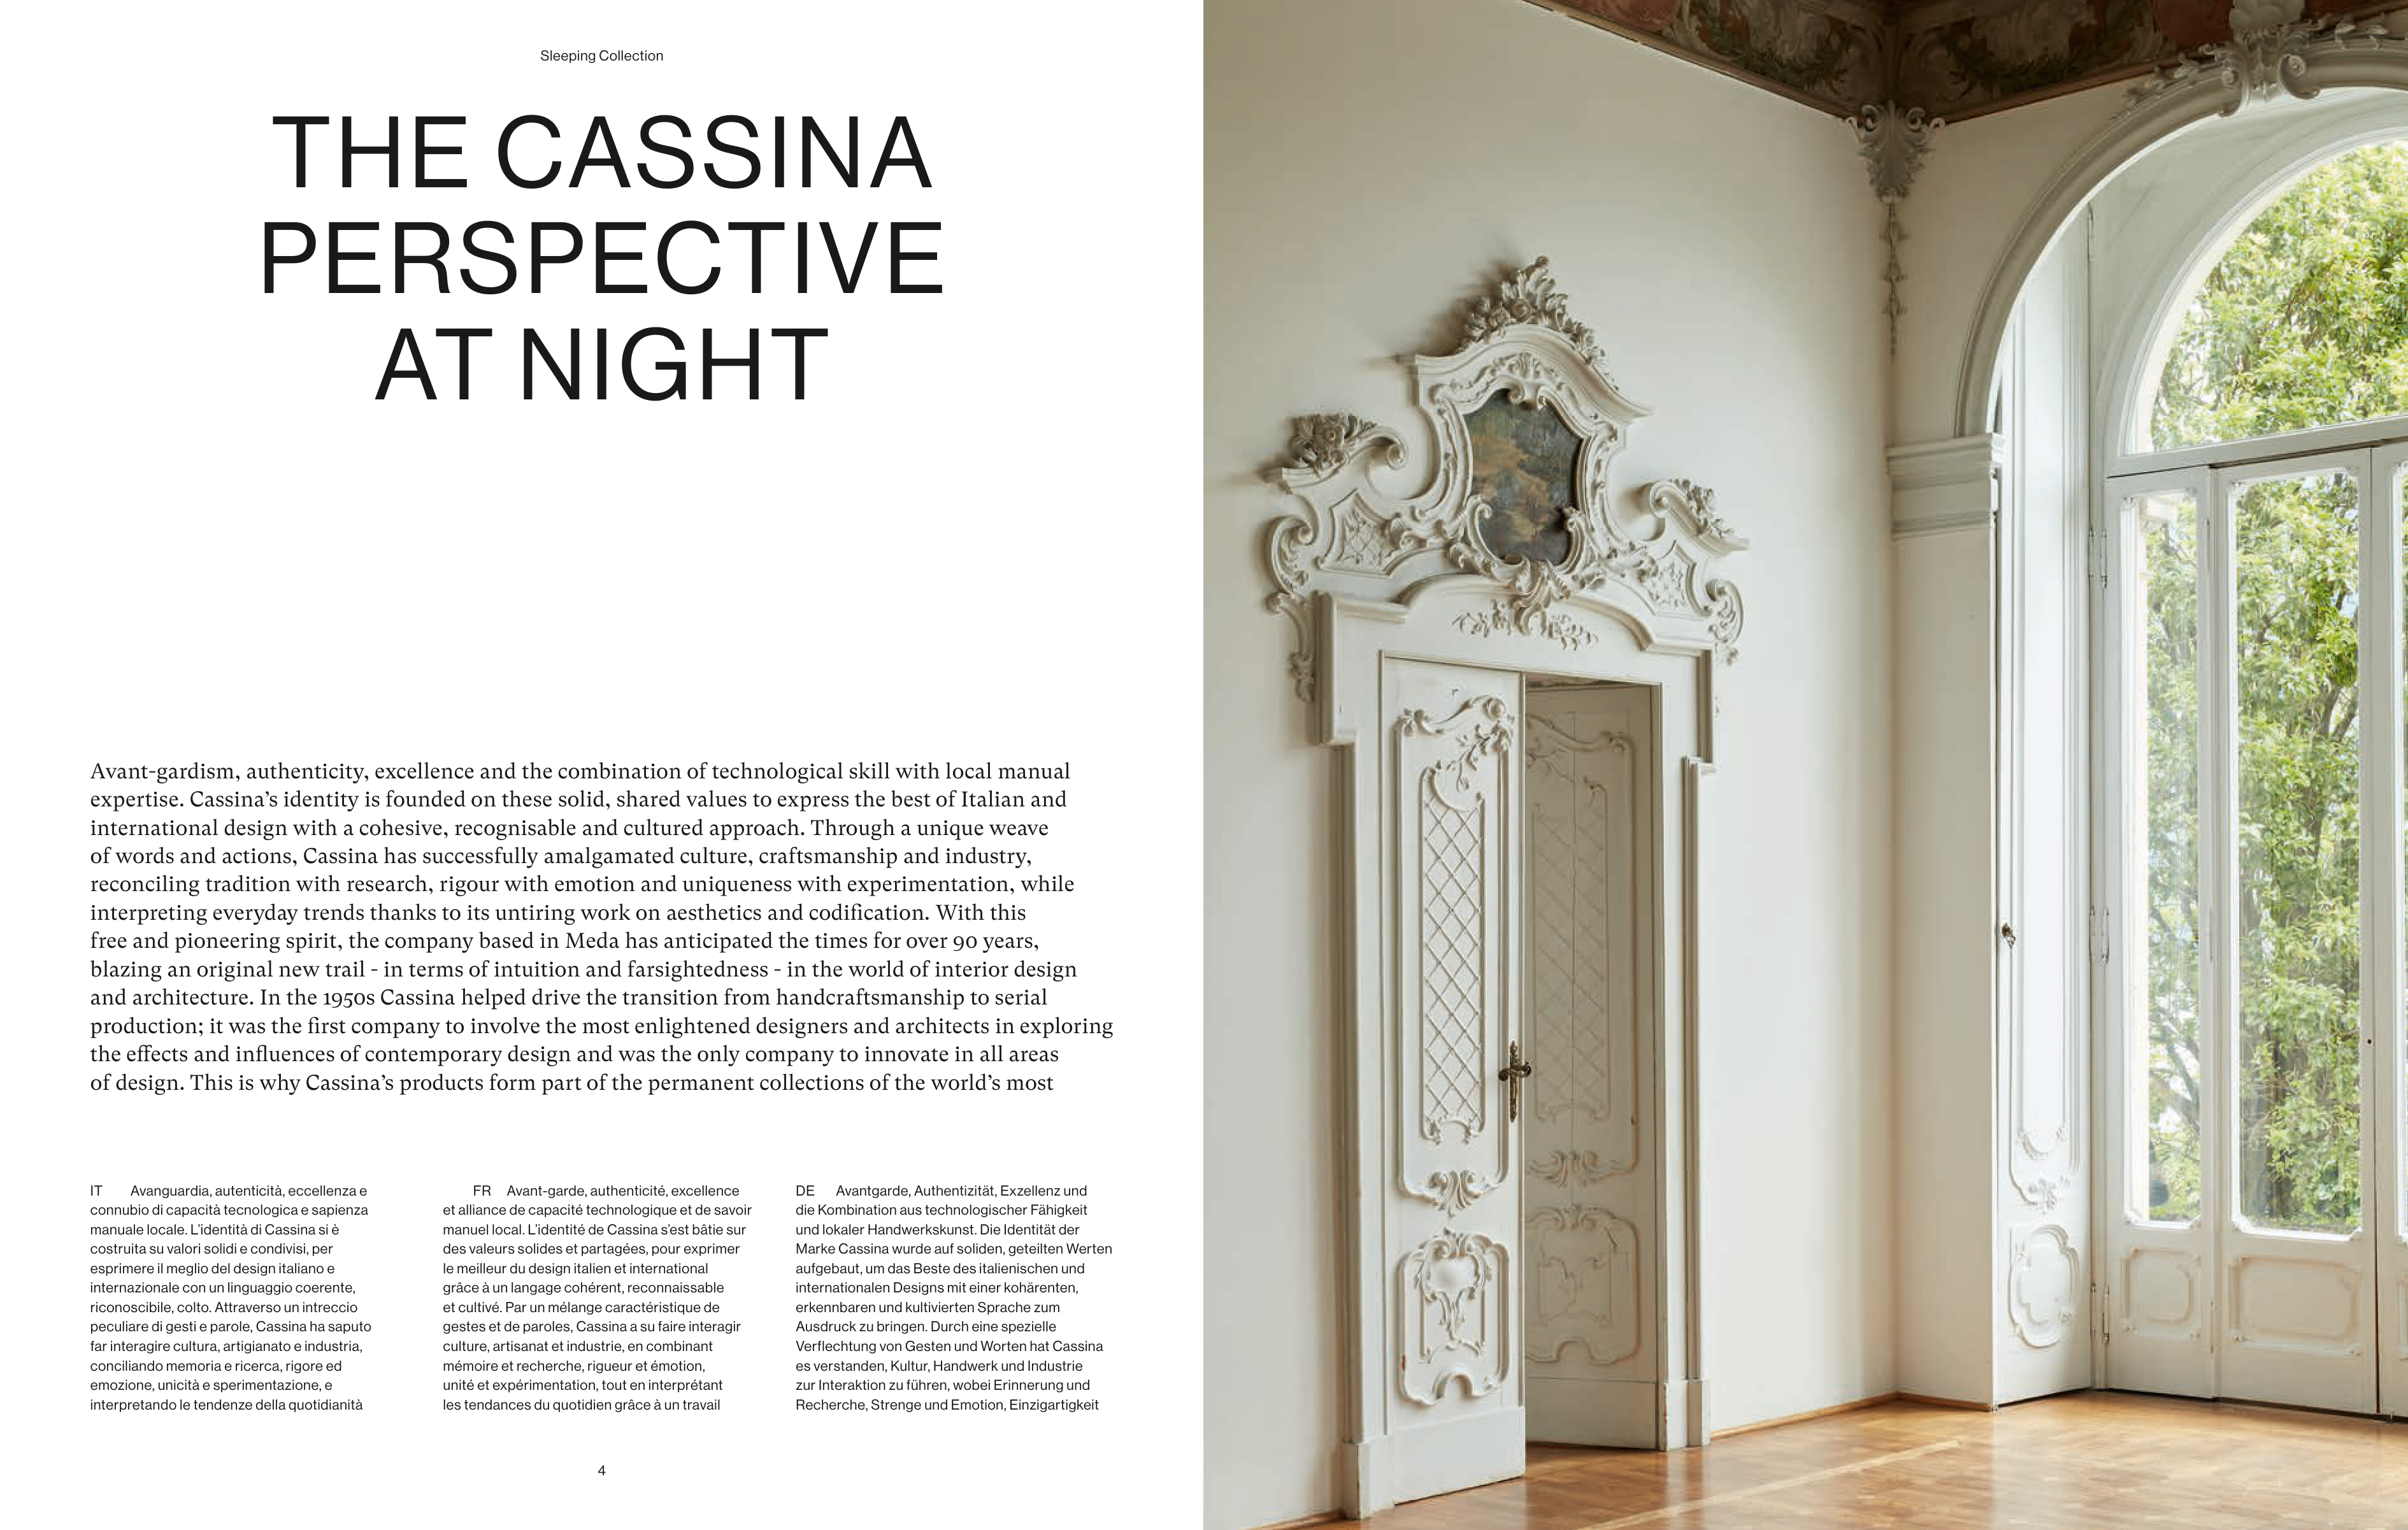 Sleeping Collection
THE CASSINA
PERSPECTIVE
AT NIGHT
Avant-gardism, authenticity, excellence and the combination of technological skill with local manual
expertise. Cassina’s identity is founded on these solid, shared values to express the best of Italian and
international design with a cohesive, recognisable and cultured approach. Through a unique weave
of words and actions, Cassina has successfully amalgamated culture, craftsmanship and industry,
reconciling tradition with research, rigour with emotion and uniqueness with experimentation, while
interpreting everyday trends thanks to its untiring work on aesthetics and codification. With this
free and pioneering spirit, the company based in Meda has anticipated the times for over 90 years,
blazing an original new trail - in terms of intuition and farsightedness - in the world of interior design
and architecture. In the 1950s Cassina helped drive the transition from handcraftsmanship to serial
production; it was the first company to involve the most enlightened designers and architects in exploring
the effects and influences of contemporary design and was the only company to innovate in all areas
of design. This is why Cassina’s products form part of the permanent collections of the world’s most
IT Avanguardia, autenticità, eccellenza e
connubio di capacità tecnologica e sapienza
manuale locale. L’identità di Cassina si è
costruita su valori solidi e condivisi, per
esprimere il meglio del design italiano e
internazionale con un linguaggio coerente,
riconoscibile, colto. Attraverso un intreccio
peculiare di gesti e parole, Cassina ha saputo
far interagire cultura, artigianato e industria,
conciliando memoria e ricerca, rigore ed
emozione, unicità e sperimentazione, e
interpretando le tendenze della quotidianità
FR Avant-garde, authenticité, excellence
et alliance de capacité technologique et de savoir
manuel local. L’identité de Cassina s’est bâtie sur
des valeurs solides et partagées, pour exprimer
le meilleur du design italien et international
grâce à un langage cohérent, reconnaissable
et cultivé. Par un mélange caractéristique de
gestes et de paroles, Cassina a su faire interagir
culture, artisanat et industrie, en combinant
mémoire et recherche, rigueur et émotion,
unité et expérimentation, tout en interprétant
les tendances du quotidien grâce à un travail
DE Avantgarde, Authentizität, Exzellenz und
die Kombination aus technologischer Fähigkeit
und lokaler Handwerkskunst. Die Identität der
Marke Cassina wurde auf soliden, geteilten Werten
aufgebaut, um das Beste des italienischen und
internationalen Designs mit einer kohärenten,
erkennbaren und kultivierten Sprache zum
Ausdruck zu bringen. Durch eine spezielle
Verflechtung von Gesten und Worten hat Cassina
es verstanden, Kultur, Handwerk und Industrie
zur Interaktion zu führen, wobei Erinnerung und
Recherche, Strenge und Emotion, Einzigartigkeit
4